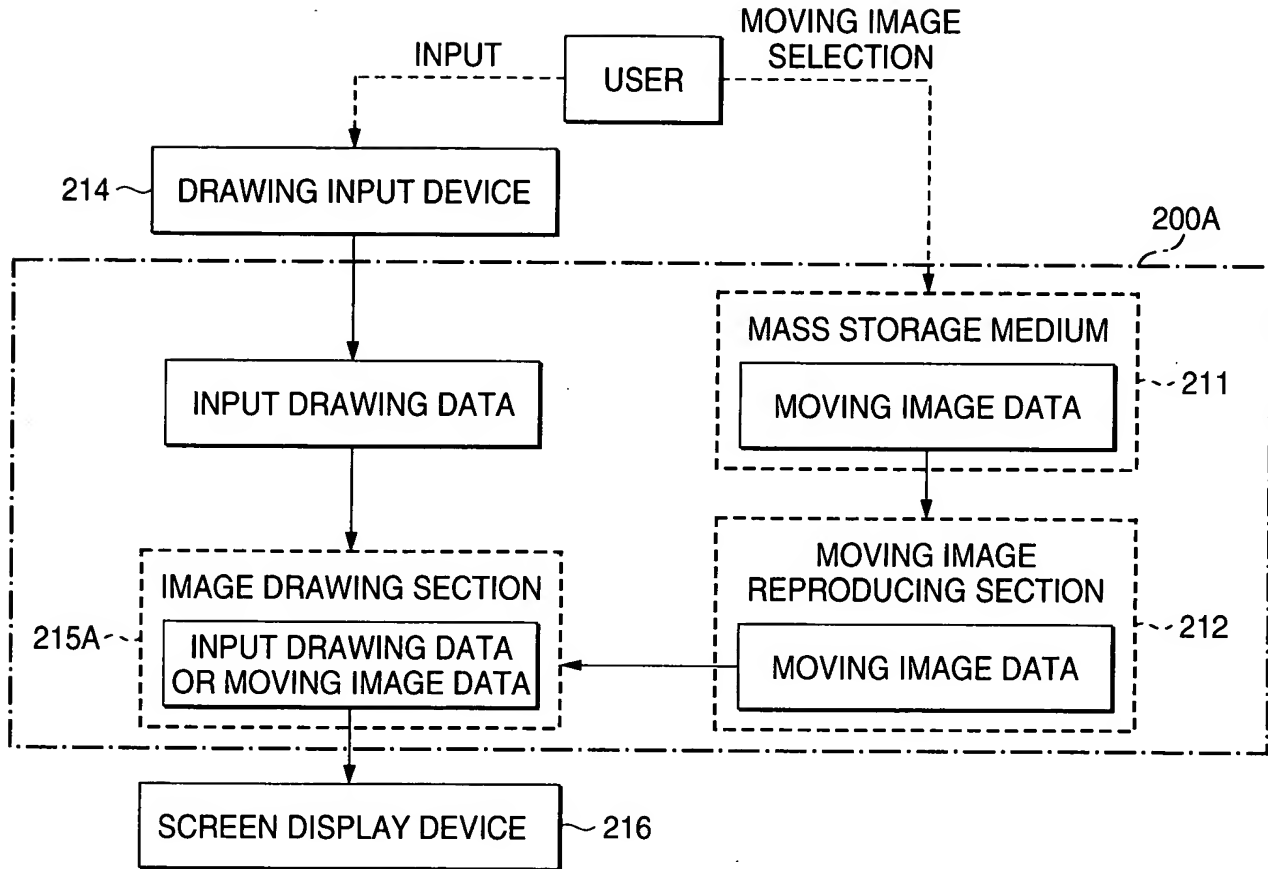 MOVING IMAGE
SELECTION
INPUT
USER
214
DRAWING INPUT DEVICE
200A
MASS STORAGE MEDIUM
MOVING IMAGE DATA
211
INPUT DRAWING DATA
MOVING IMAGE
REPRODUCING SECTION
MOVING IMAGE DATA
212
IMAGE DRAWING SECTION
215A
INPUT DRAWING DATA
OR MOVING IMAGE DATA
SCREEN DISPLAY DEVICE
216